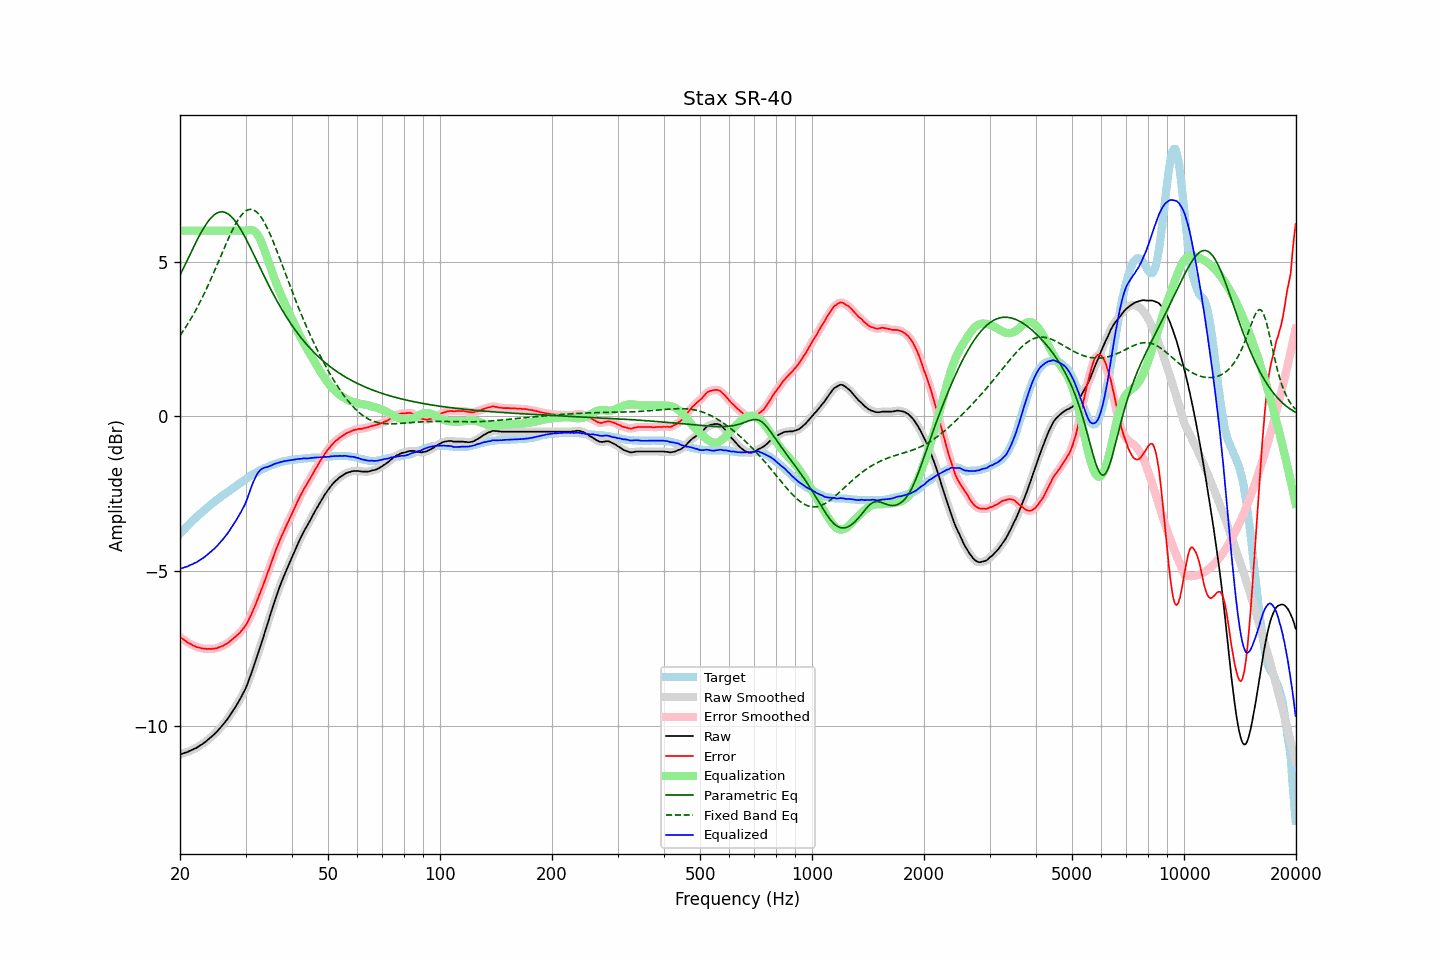 Stax SR-40
Amplitude (dBr)
5
0
−5
−10
Target
Raw Smoothed
Error Smoothed
Raw
Error
Equalization
Parametric Eq
Fixed Band Eq
Equalized
20 50 100 200 500 1000 2000 5000 10000 20000
Frequency (Hz)